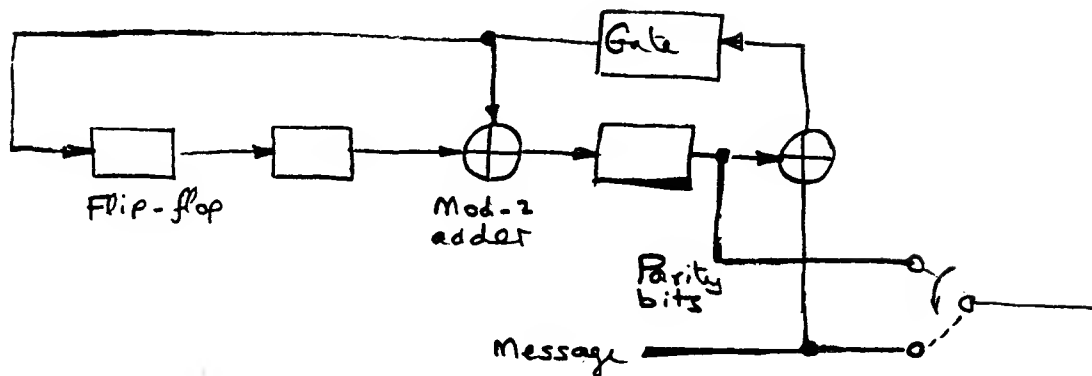 Gate
Flip-flop
Mod-2
adder
Parity
bits
Message